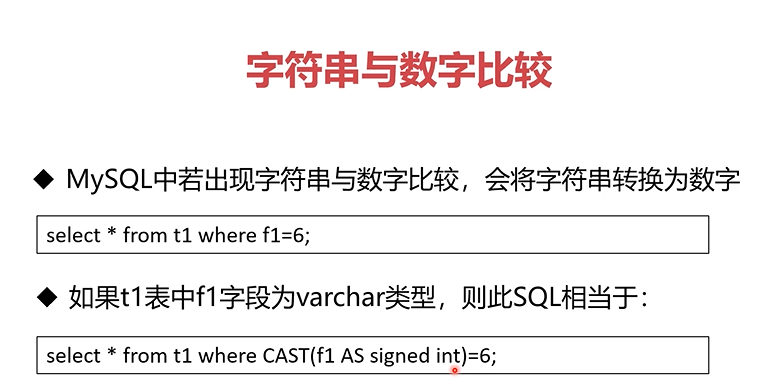 字符串与数字比较
◆ MySQL中若出现字符串与数字比较，会将字符串转换为数字
select * from t1 where f1=6;
◆ 如果t1表中f1字段为varchar类型，则此SQL相当于：
select * from t1 where CAST(f1 AS signed int)=6;